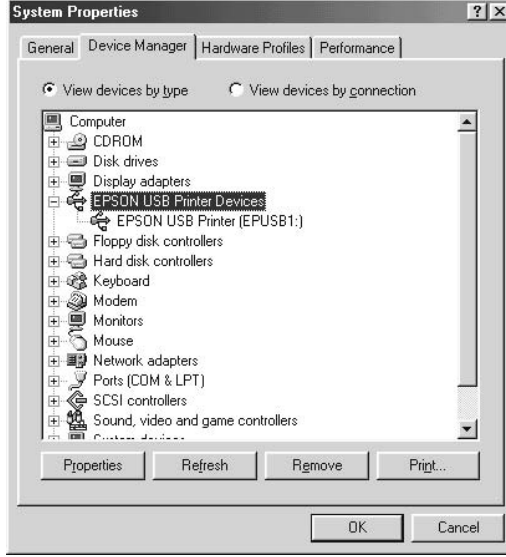 System Properties
General Device Manager Hardware Profiles Performance
View devices by type View devices by connection
Computer
CDROM
Disk drives
Display adapters
EPSON USB Printer Devices
EPSON USB Printer (EPUSB1:)
Floppy disk controllers
Hard disk controllers
Keyboard
Modem
Monitors
Mouse
Network adapters
Ports (COM & LPT)
SCSI controllers
Sound, video and game controllers
Properties Refresh Remove Print...
OK Cancel